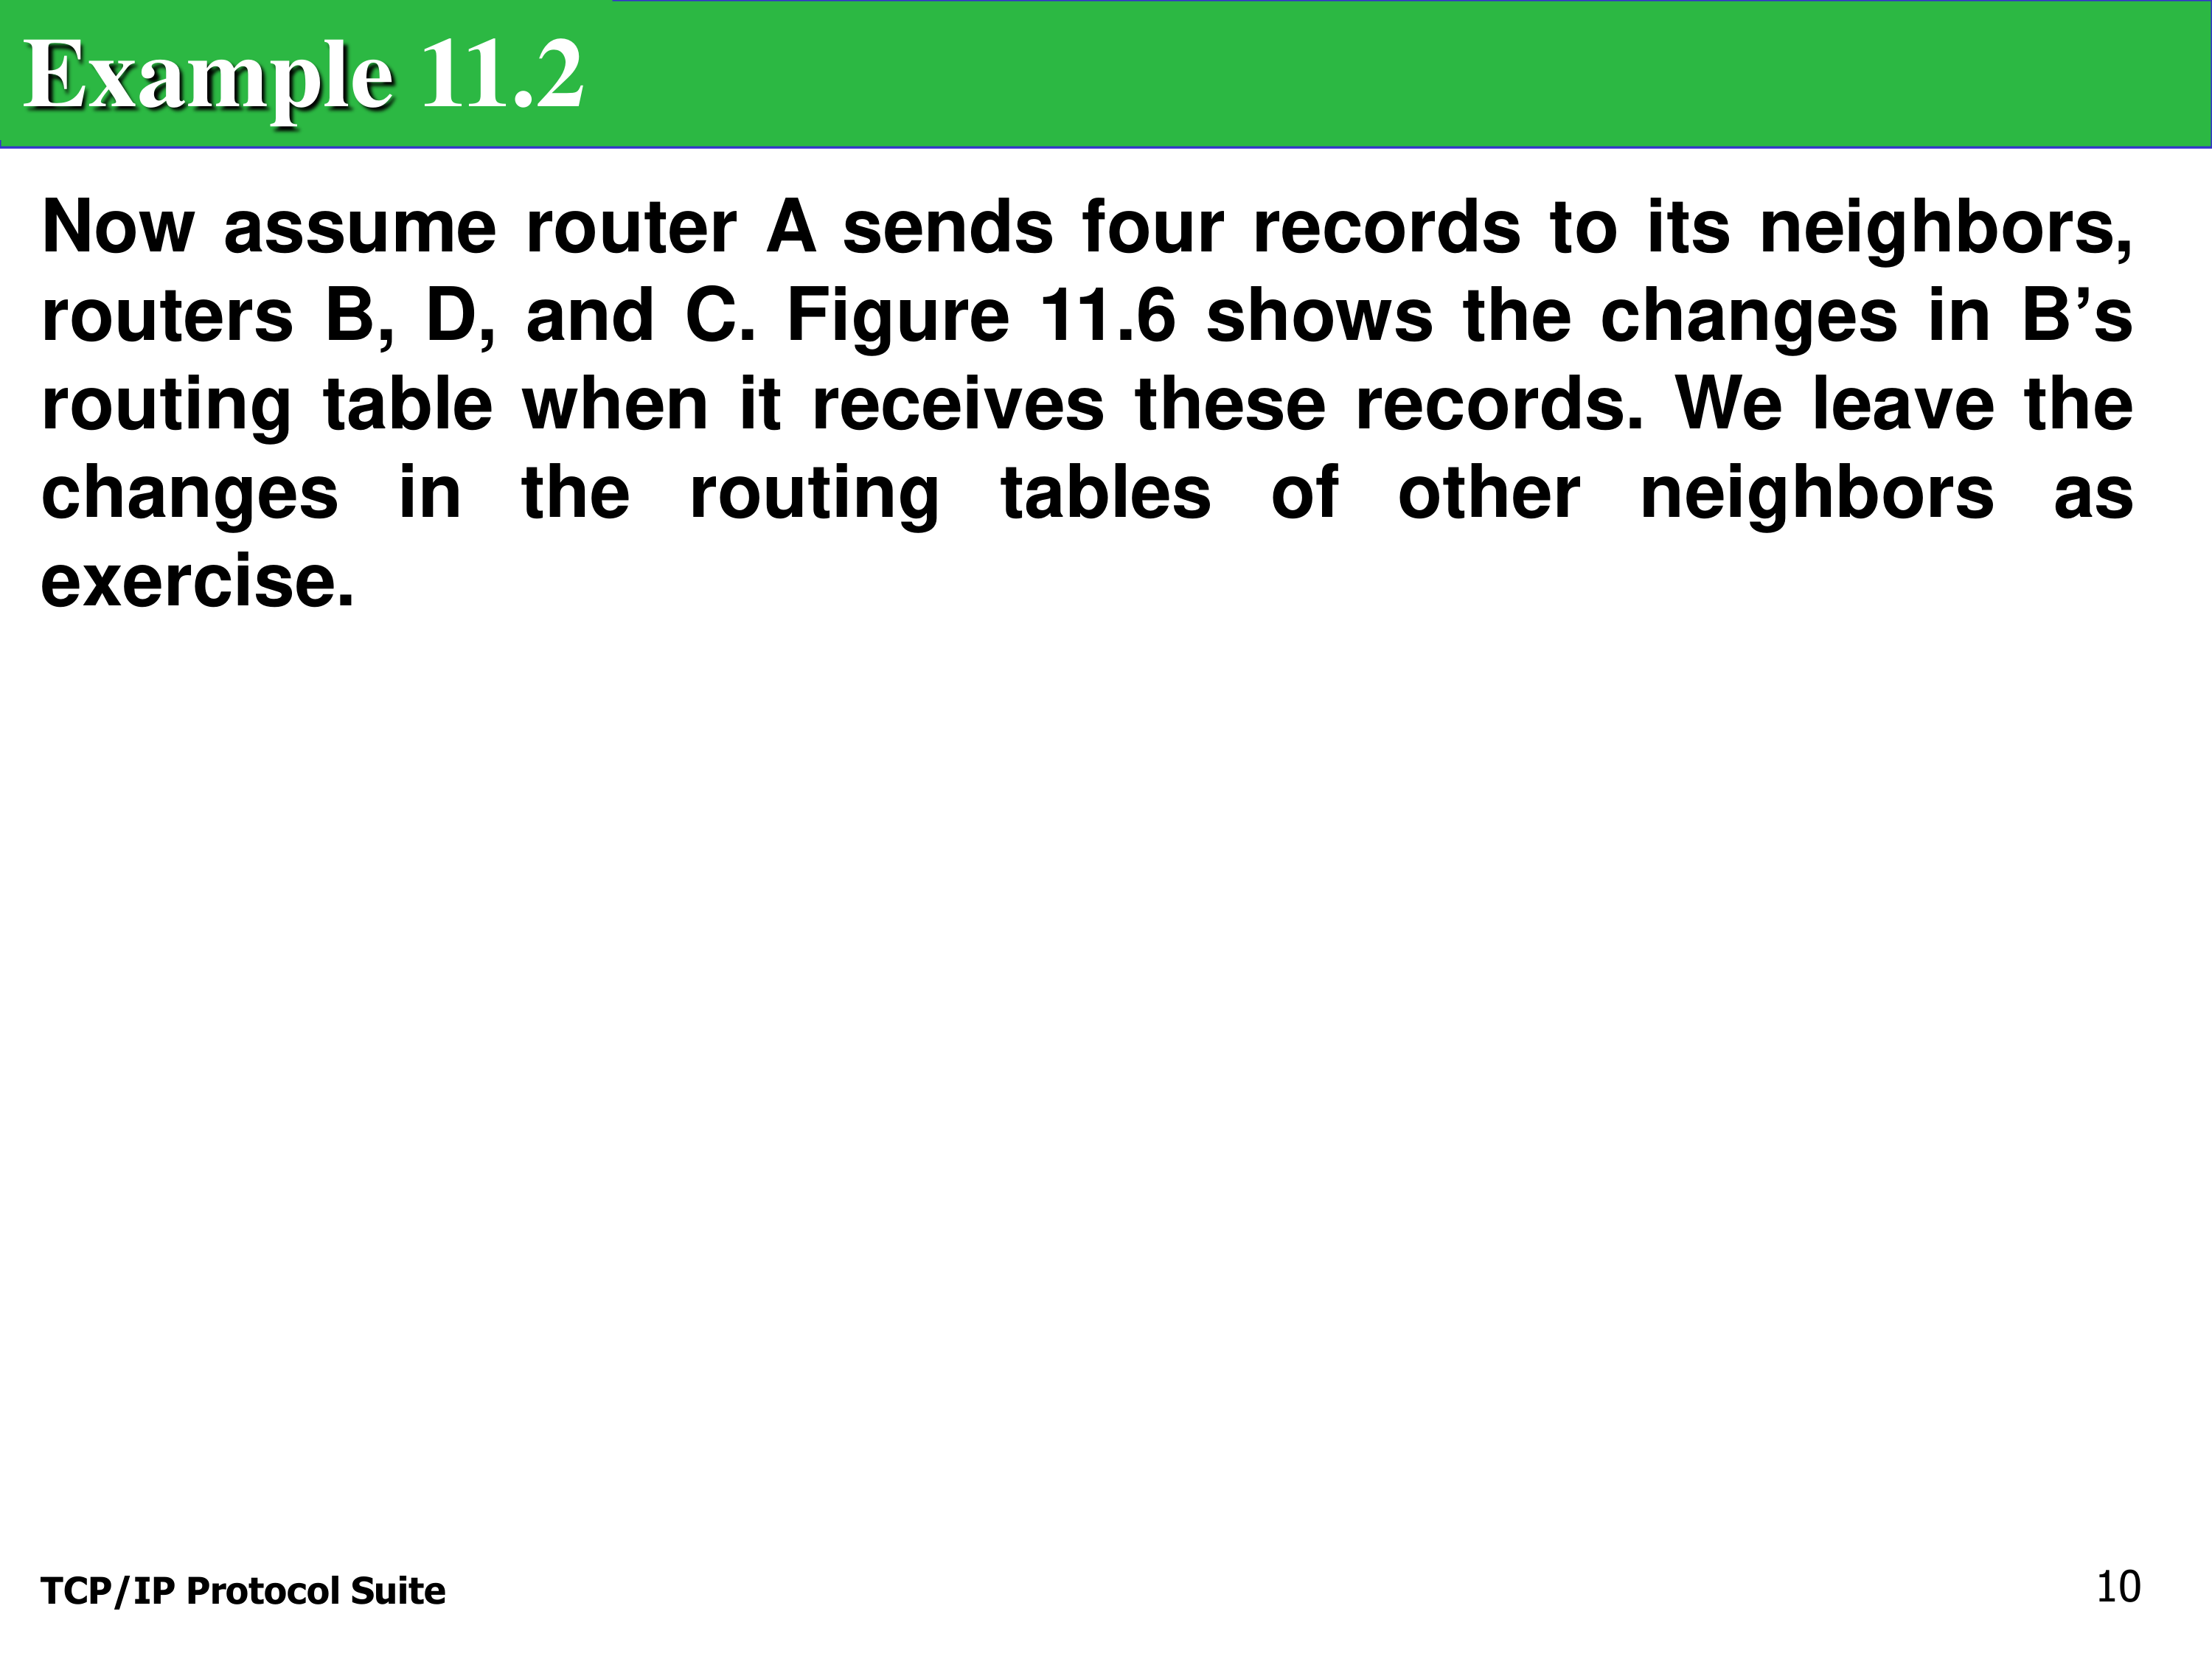 Example 11.2
Now assume router A sends four records to its neighbors,
routers B, D, and C. Figure 11.6 shows the changes in B’s
routing table when it receives these records. We leave the
changes in the routing tables of other neighbors as
exercise.
TCP/IP Protocol Suite
10